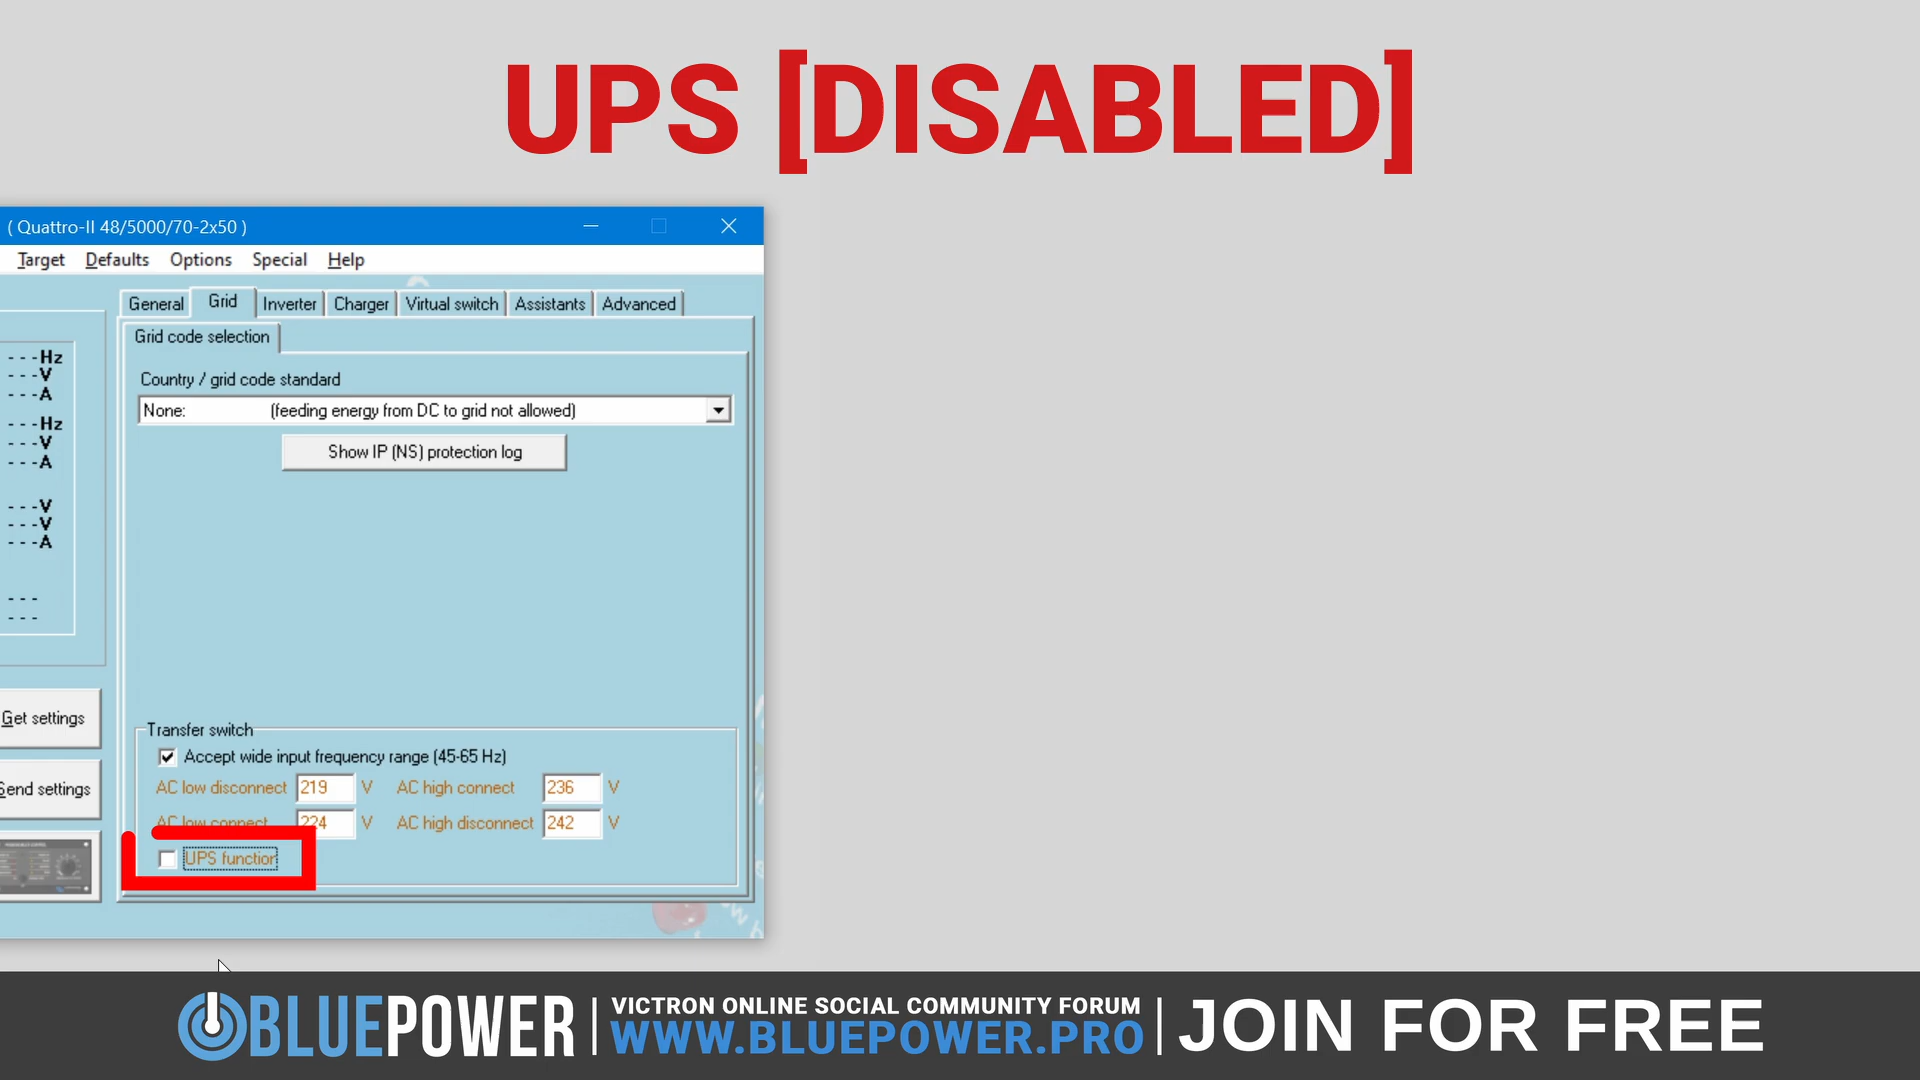 UPS [DISABLED]
( Quattro-II 48/5000/70-2x50 )
Target Defaults Options Special Help
General Grid Inverter Charger Virtual switch Assistants Advanced
Grid code selection
Country / grid code standard
None: (feeding energy from DC to grid not allowed)
Show IP (NS) protection log
- - -Hz
- - -V
- - -A
- - -Hz
- - -V
- - -A
- - -V
- - -V
- - -A
- - -
- - -
Get settings
Send settings
Transfer switch
Accept wide input frequency range (45-65 Hz)
AC low disconnect 219 V AC high connect 236 V
AC low connect 224 V AC high disconnect 242 V
UPS function
BLUEPOWER
VICTRON ONLINE SOCIAL COMMUNITY FORUM
WWW.BLUEPOWER.PRO
JOIN FOR FREE